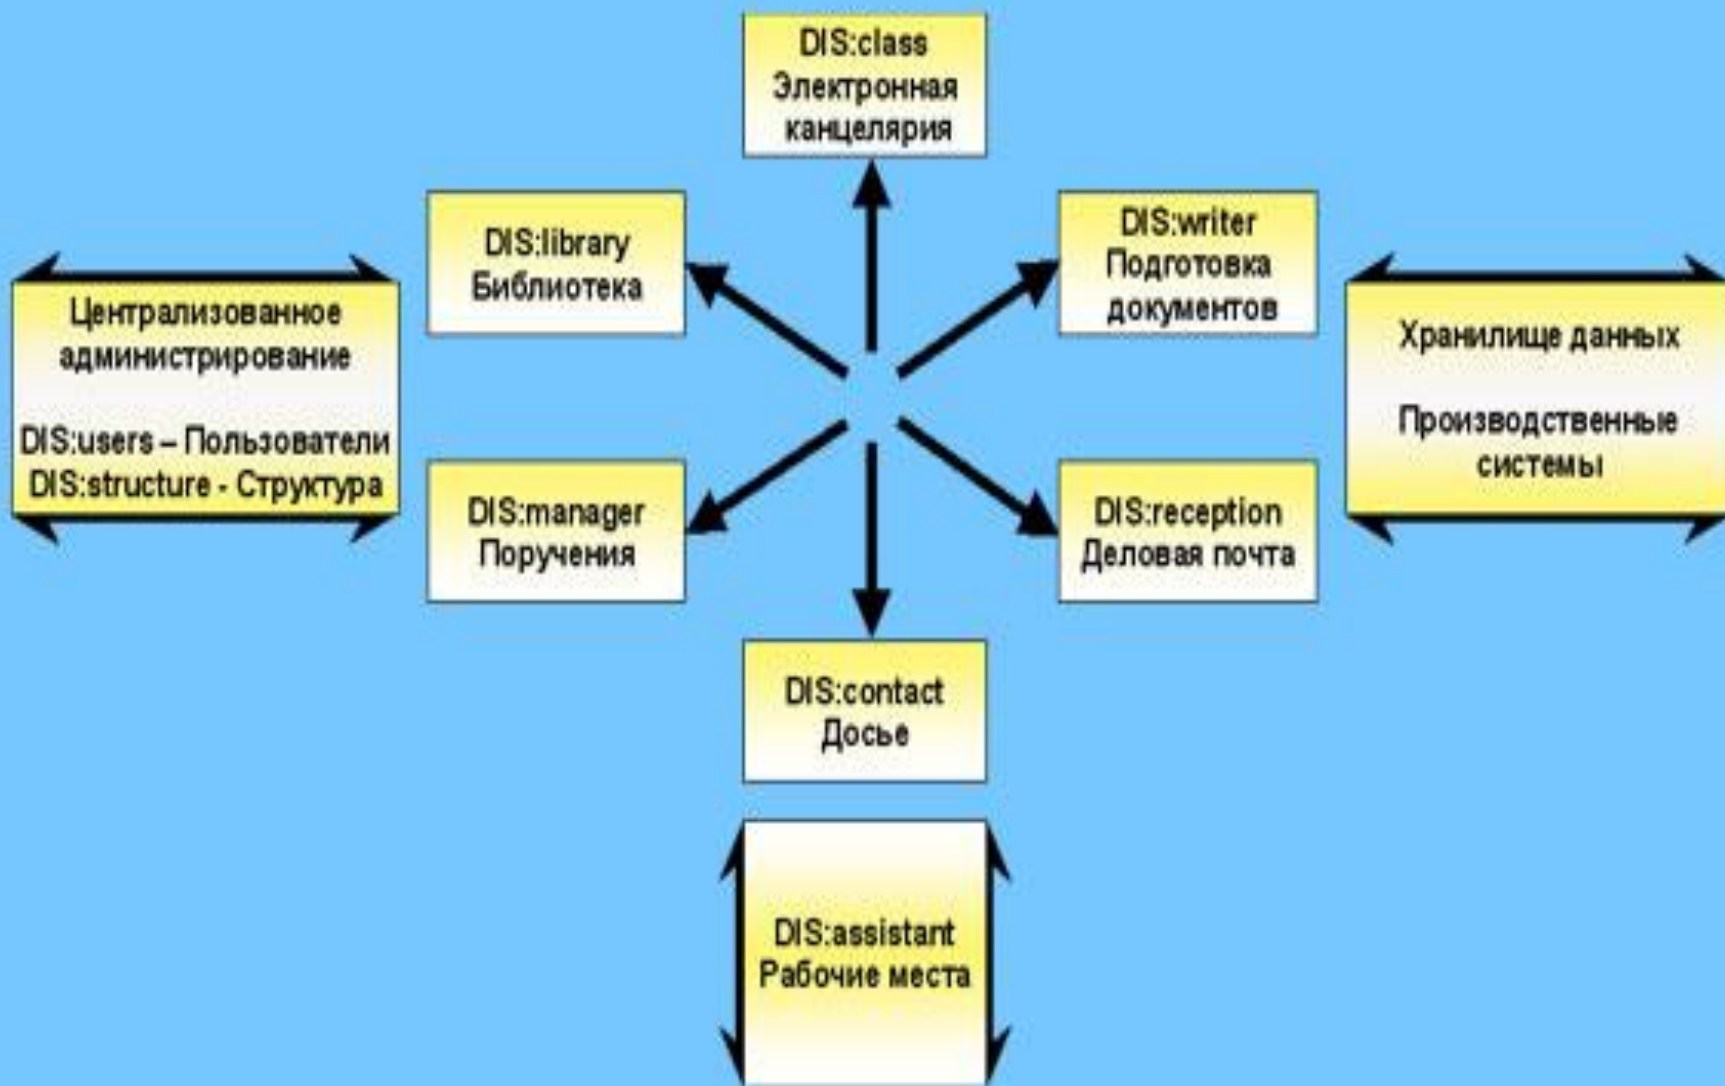 DIS:class
Электронная
канцелярия
DIS:library
Библиотека
DIS:writer
Подготовка
документов
Централизованное
администрирование
DIS:users – Пользователи
DIS:structure - Структура
Хранилище данных
Производственные
системы
DIS:manager
Поручения
DIS:reception
Деловая почта
DIS:contact
Досье
DIS:assistant
Рабочие места